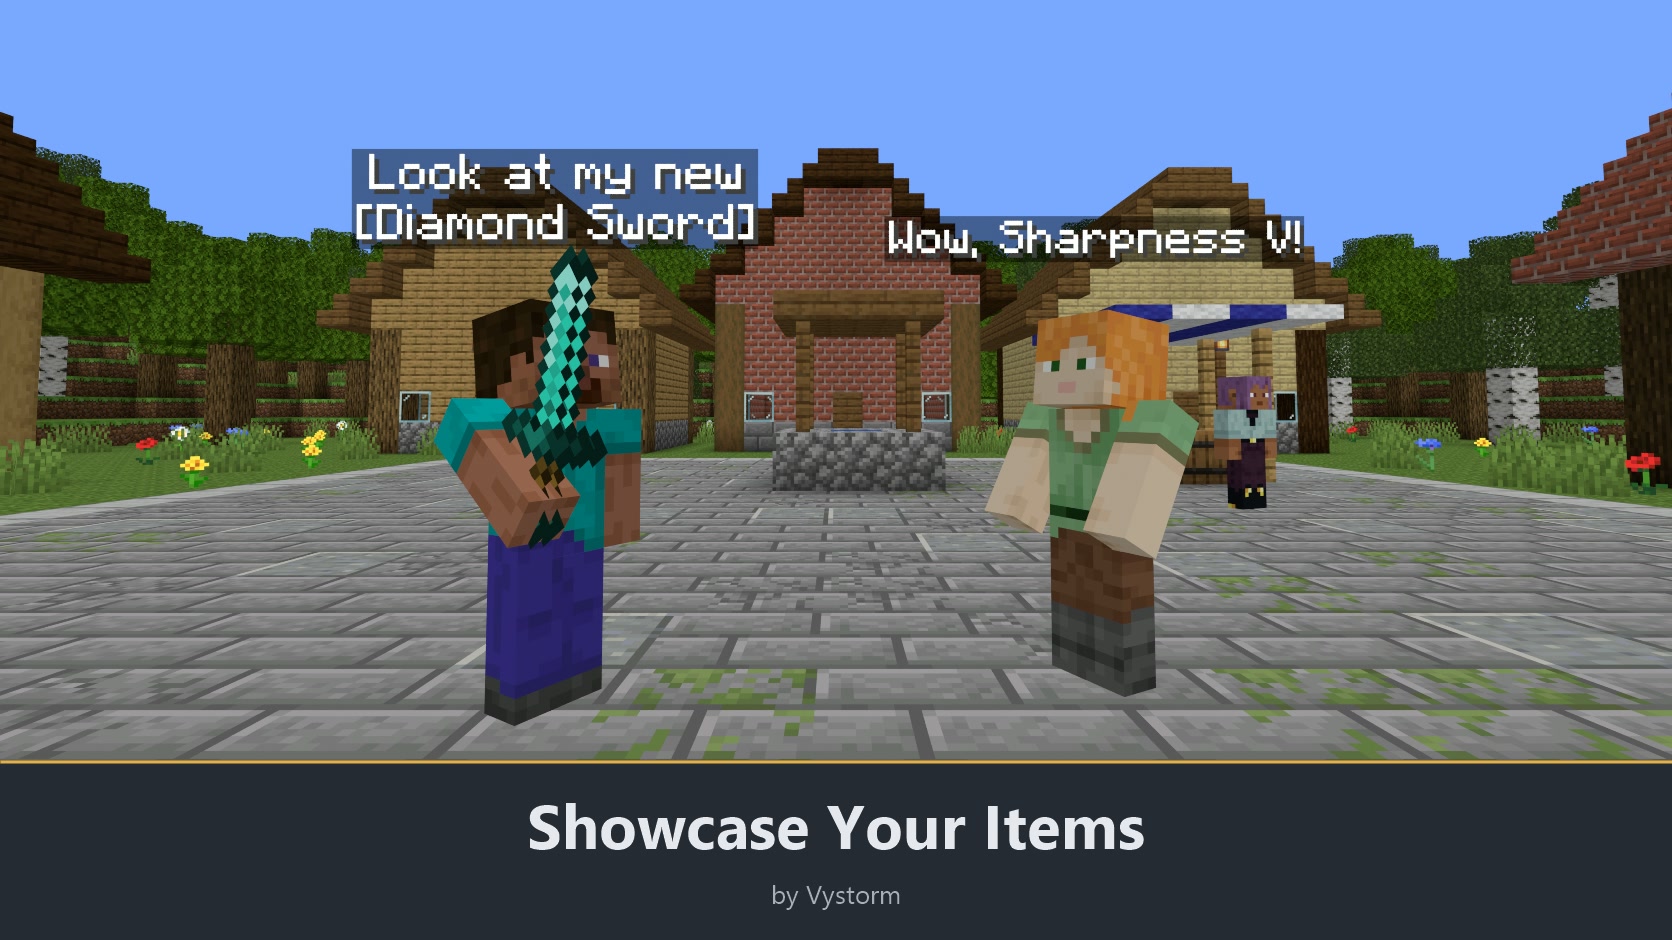 Look at my new
[Diamond Sword]
Wow, Sharpness V!
Showcase Your Items
by Vystorm